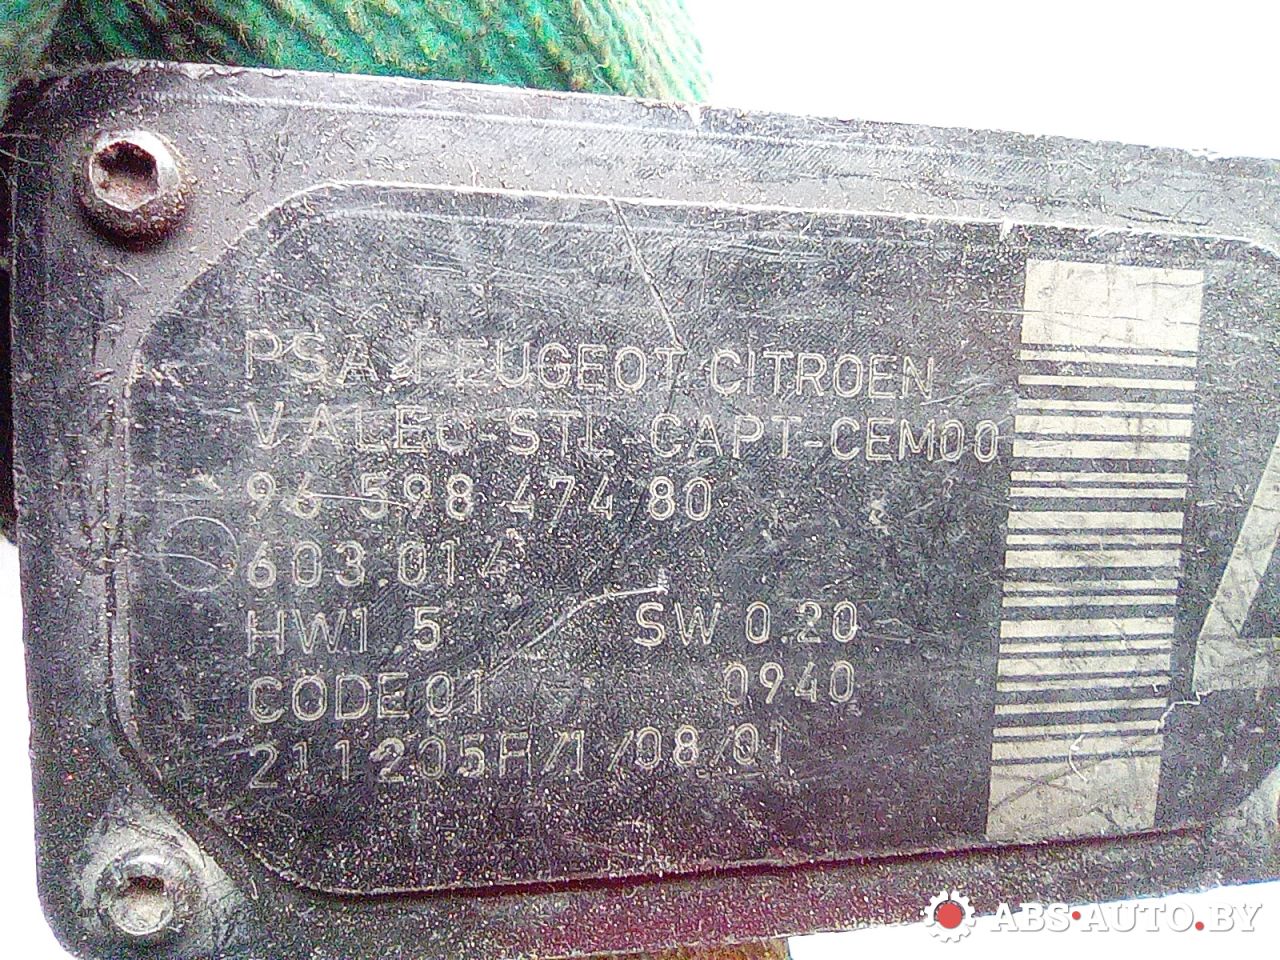 PSA PEUGEOT CITROEN
VALEO-STL-CAPT-CEM00
96 598 474 80
603.014
HW1.5 SW 0.20
CODE 01 0940
211205H/1/08/01
ABS-AUTO.BY